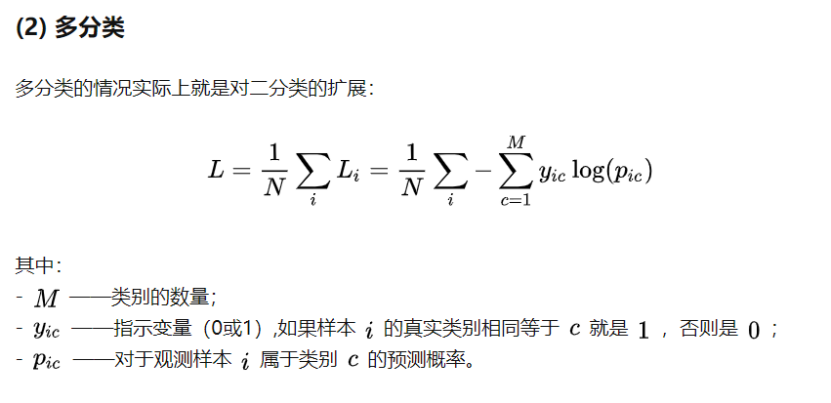 (2) 多分类
多分类的情况实际上就是对二分类的扩展：
L = \frac{1}{N} \sum_{i} L_i = \frac{1}{N} \sum_{i} - \sum_{c=1}^{M} y_{ic} \log(p_{ic})
其中：
- M ——类别的数量；
- y_{ic} ——指示变量（0或1）,如果样本 i 的真实类别相同等于 c 就是 1 ，否则是 0 ；
- p_{ic} ——对于观测样本 i 属于类别 c 的预测概率。